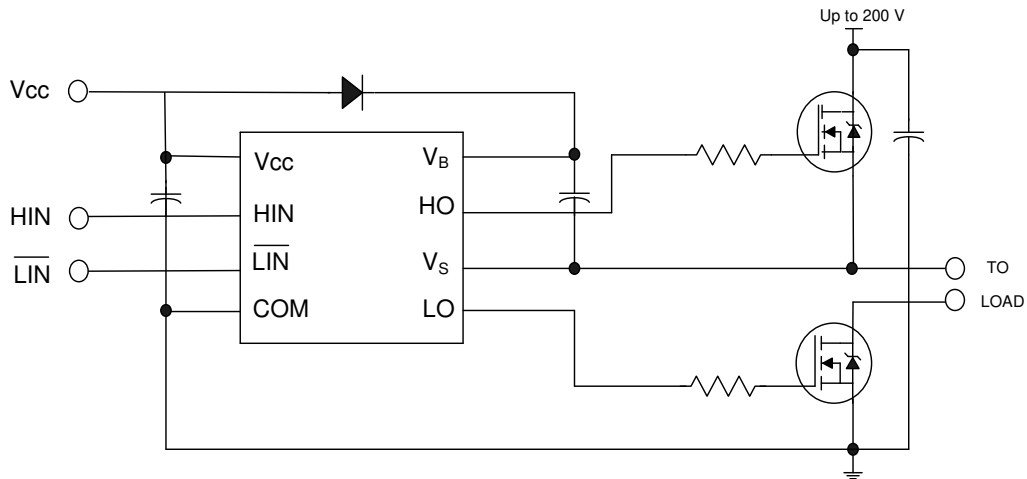 Up to 200 V
Vcc
Vcc
VB
HO
HIN
HIN
LIN
LIN
VS
TO
COM
LO
LOAD